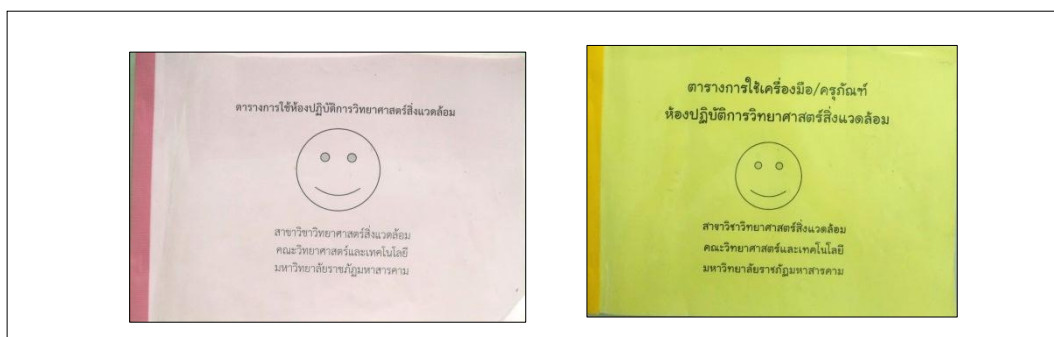 ตารางการใช้ห้องปฏิบัติการวิทยาศาสตร์สิ่งแวดล้อม
สาขาวิชาวิทยาศาสตร์สิ่งแวดล้อม
คณะวิทยาศาสตร์และเทคโนโลยี
มหาวิทยาลัยราชภัฏมหาสารคาม
ตารางการใช้เครื่องมือ/ครุภัณฑ์
ห้องปฏิบัติการวิทยาศาสตร์สิ่งแวดล้อม
สาขาวิชาวิทยาศาสตร์สิ่งแวดล้อม
คณะวิทยาศาสตร์และเทคโนโลยี
มหาวิทยาลัยราชภัฏมหาสารคาม